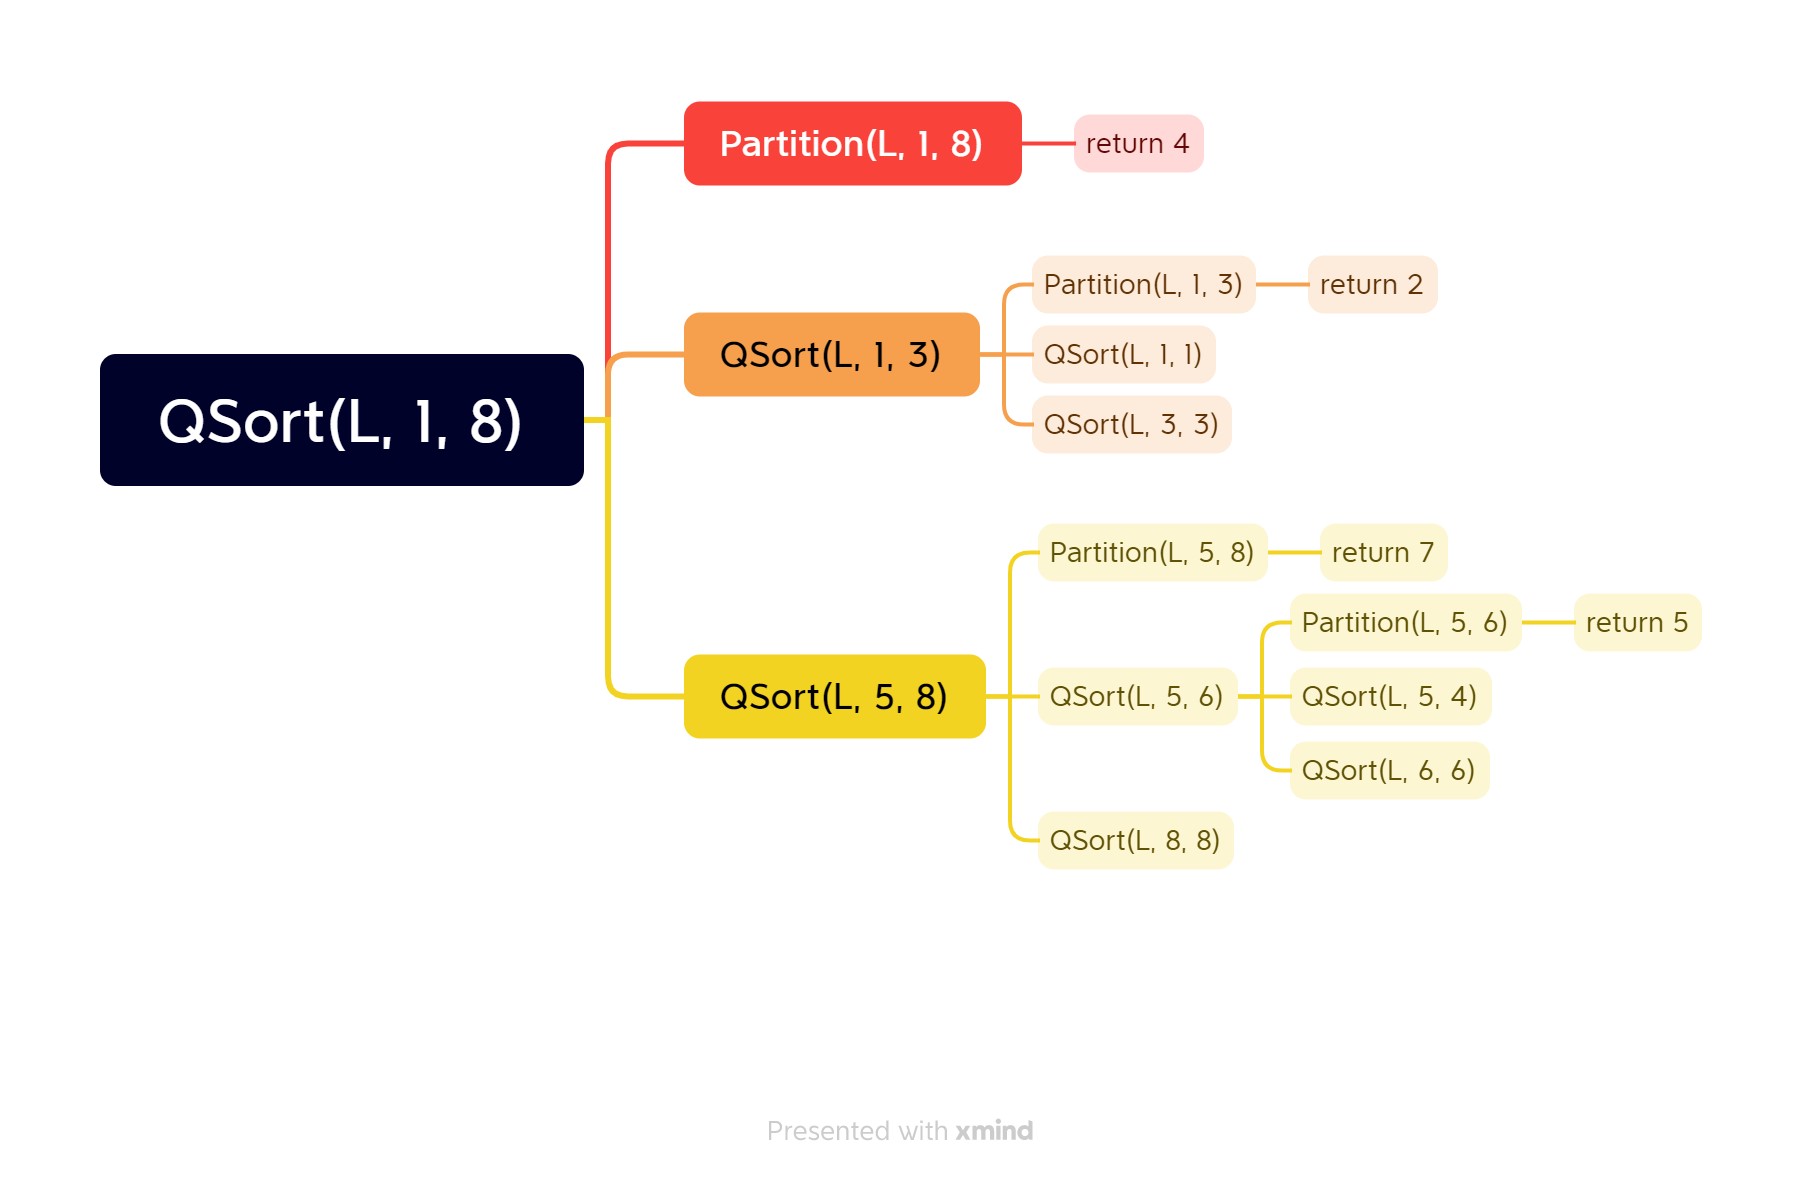 QSort(L, 1, 8)
Partition(L, 1, 8)
return 4
QSort(L, 1, 3)
Partition(L, 1, 3)
return 2
QSort(L, 1, 1)
QSort(L, 3, 3)
QSort(L, 5, 8)
Partition(L, 5, 8)
return 7
QSort(L, 5, 6)
Partition(L, 5, 6)
return 5
QSort(L, 5, 4)
QSort(L, 6, 6)
QSort(L, 8, 8)
Presented with xmind